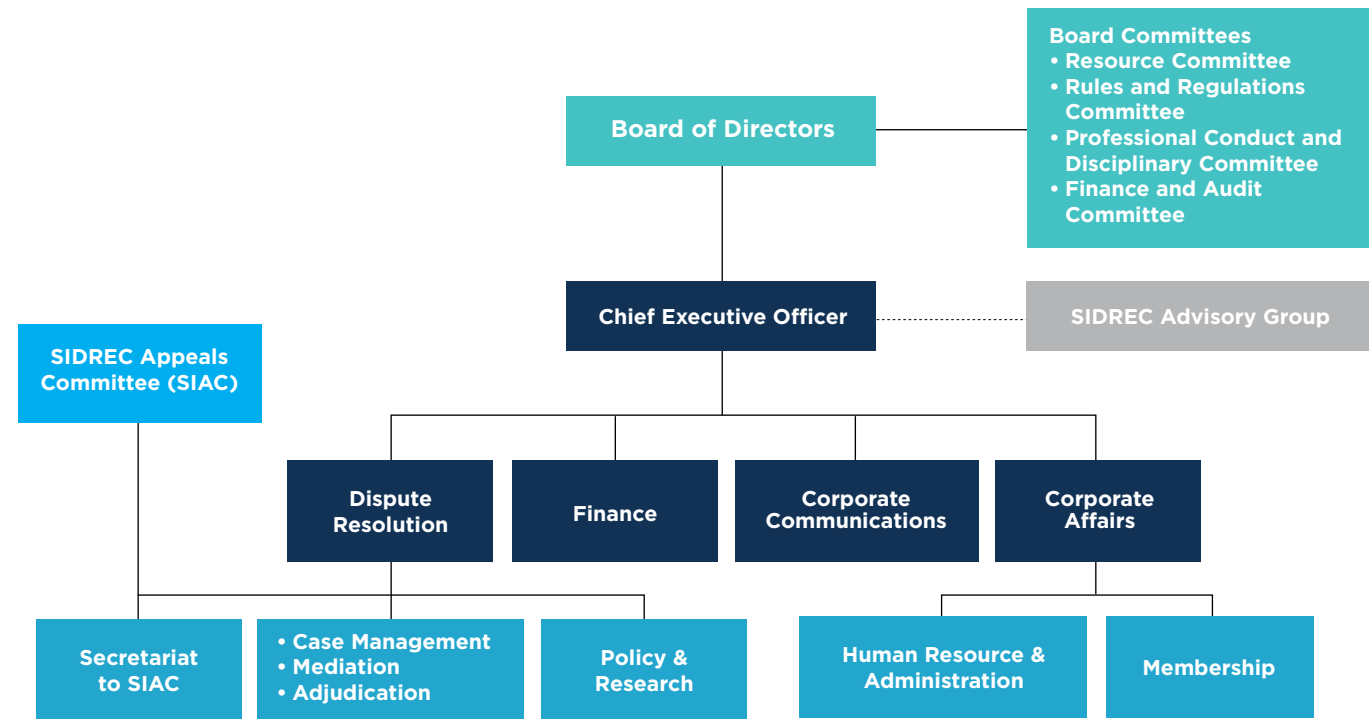 Board Committees
• Resource Committee
• Rules and Regulations
Committee
• Professional Conduct and
Disciplinary Committee
• Finance and Audit
Committee
Board of Directors
Chief Executive Officer
SIDREC Advisory Group
SIDREC Appeals
Committee (SIAC)
Dispute
Resolution
Finance
Corporate
Communications
Corporate
Affairs
Secretariat
to SIAC
• Case Management
• Mediation
• Adjudication
Policy &
Research
Human Resource &
Administration
Membership